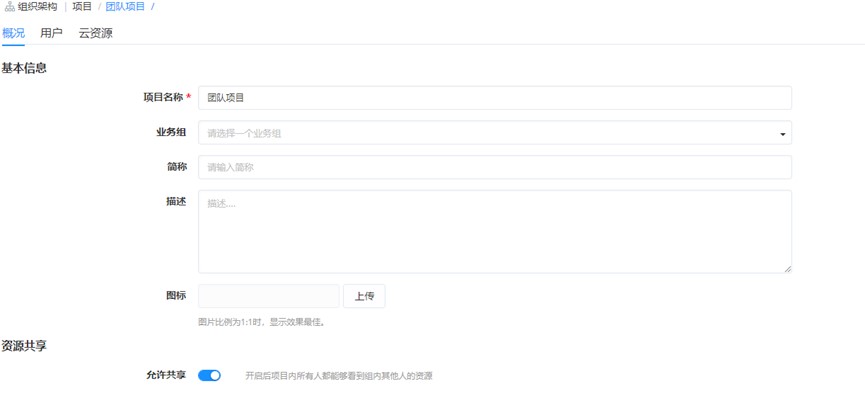 组织架构 | 项目 / 团队项目 /
概况 用户 云资源
基本信息
项目名称 * 团队项目
业务组 请选择一个业务组
简称 请输入简称
描述 描述....
图标 上传
图片比例为1:1时，显示效果最佳。
资源共享
允许共享 开启后项目内所有人都能够看到组内其他人的资源